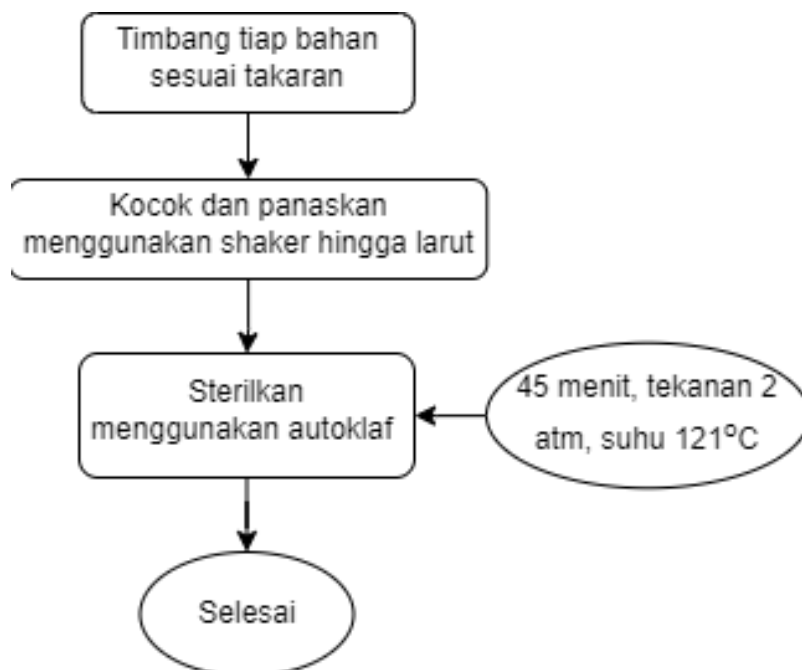 Timbang tiap bahan
sesuai takaran
Kocok dan panaskan
menggunakan shaker hingga larut
Sterilkan
menggunakan autoklaf
45 menit, tekanan 2
atm, suhu 121°C
Selesai